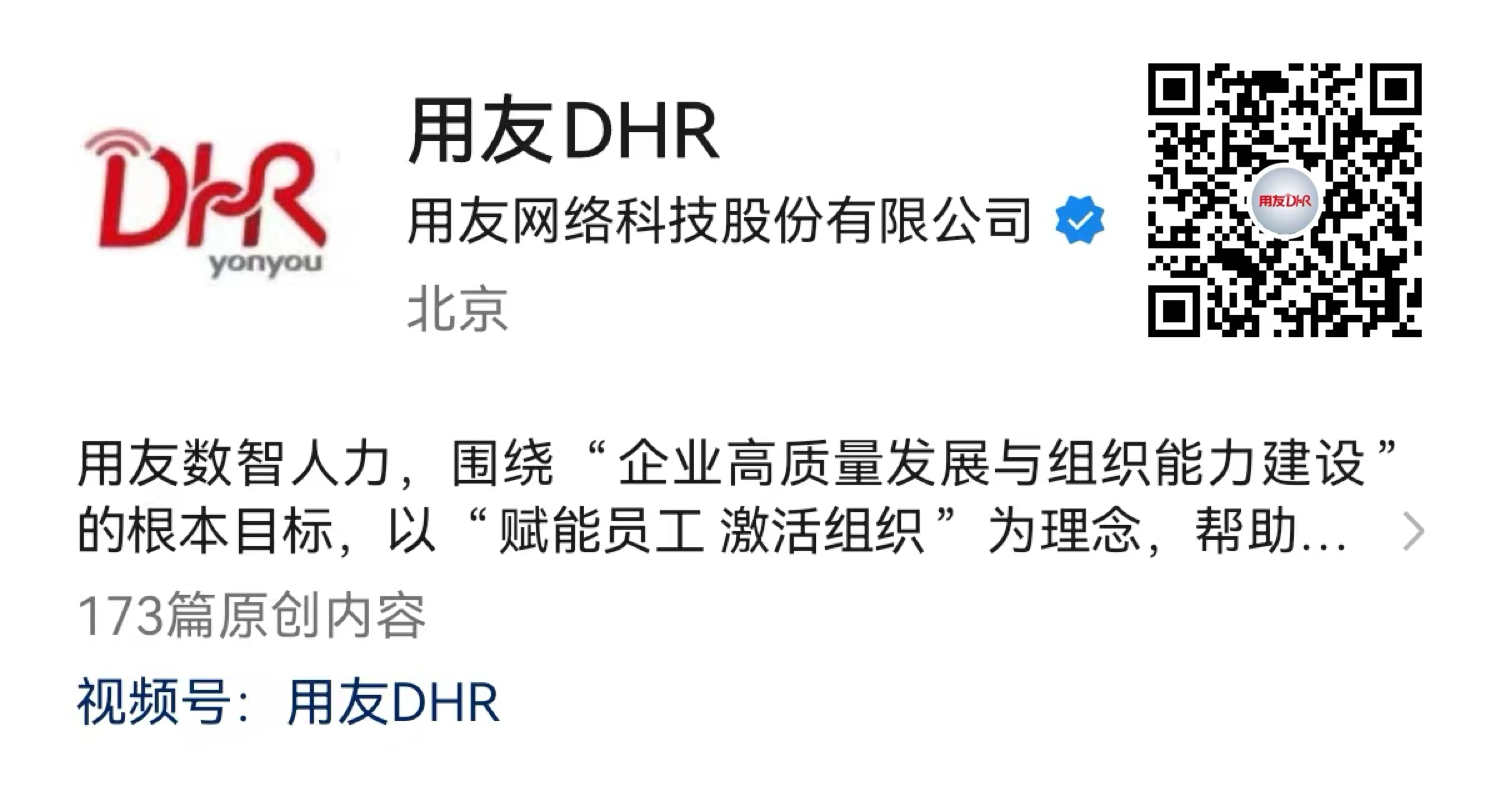 DHR
yonyou
用友DHR
用友网络科技股份有限公司
北京
用友DHR
用友数智人力，围绕“企业高质量发展与组织能力建设”
的根本目标，以“赋能员工 激活组织”为理念，帮助...
173篇原创内容
视频号：用友DHR